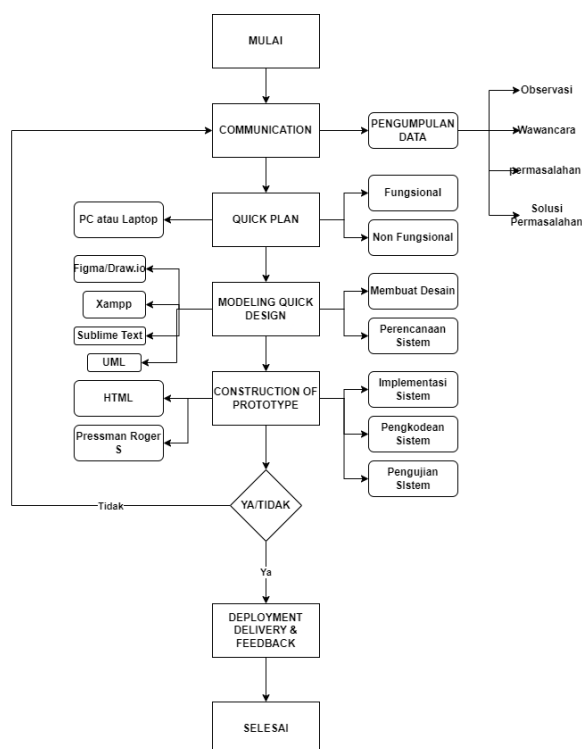 MULAI
COMMUNICATION
PENGUMPULAN
DATA
Observasi
Wawancara
permasalahan
Solusi
Permasalahan
PC atau Laptop
QUICK PLAN
Fungsional
Non Fungsional
Figma/Draw.io
Xampp
Sublime Text
UML
MODELING QUICK
DESIGN
Membuat Desain
Perencanaan
Sistem
HTML
Pressman Roger
S
CONSTRUCTION OF
PROTOTYPE
Implementasi
Sistem
Pengkodean
Sistem
Pengujian
Sistem
YA/TIDAK
Tidak
Ya
DEPLOYMENT
DELIVERY &
FEEDBACK
SELESAI